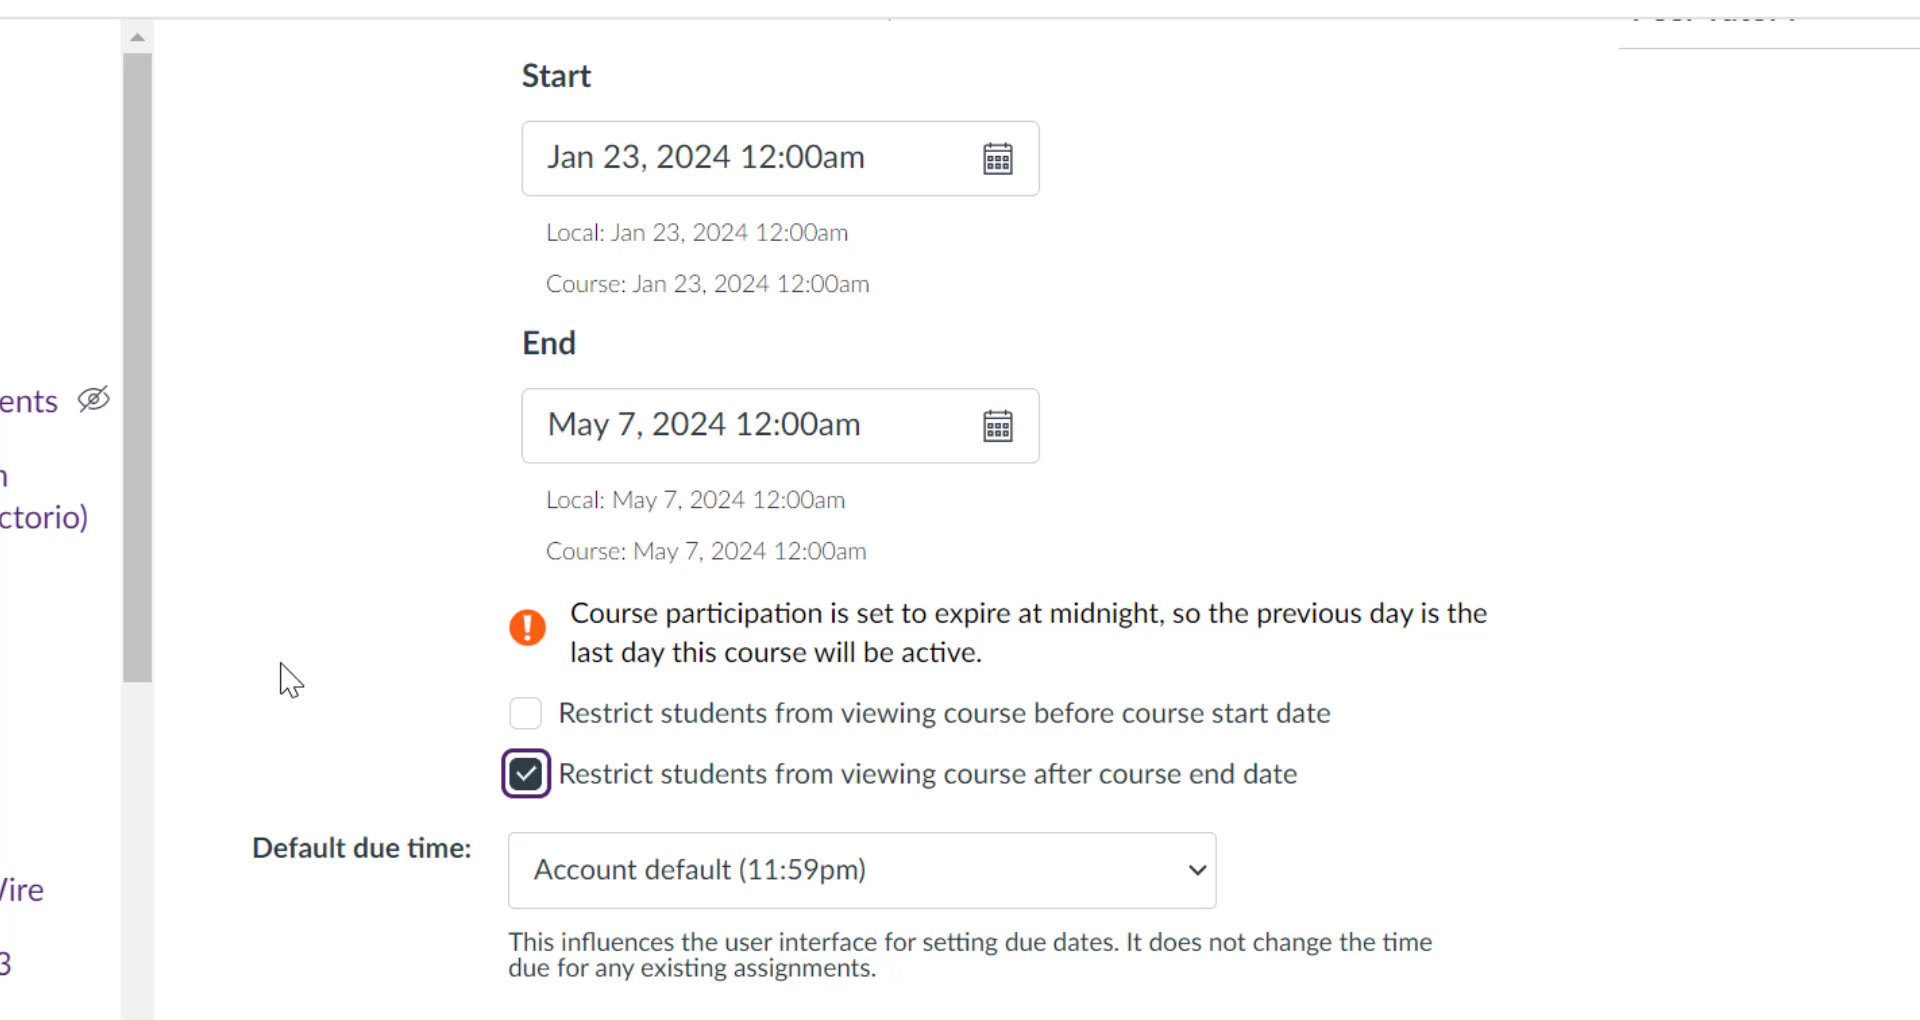 Start
Jan 23, 2024 12:00am
Local: Jan 23, 2024 12:00am
Course: Jan 23, 2024 12:00am
End
May 7, 2024 12:00am
Local: May 7, 2024 12:00am
Course: May 7, 2024 12:00am
Course participation is set to expire at midnight, so the previous day is the
last day this course will be active.
Restrict students from viewing course before course start date
Restrict students from viewing course after course end date
Default due time:
Account default (11:59pm)
This influences the user interface for setting due dates. It does not change the time
due for any existing assignments.
ents
ctorio)
3